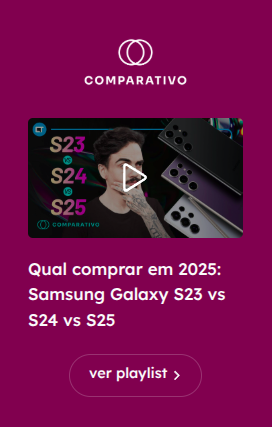 COMPARATIVO
S23
vs
S24
vs
S25
COMPARATIVO
Qual comprar em 2025:
Samsung Galaxy S23 vs
S24 vs S25
ver playlist